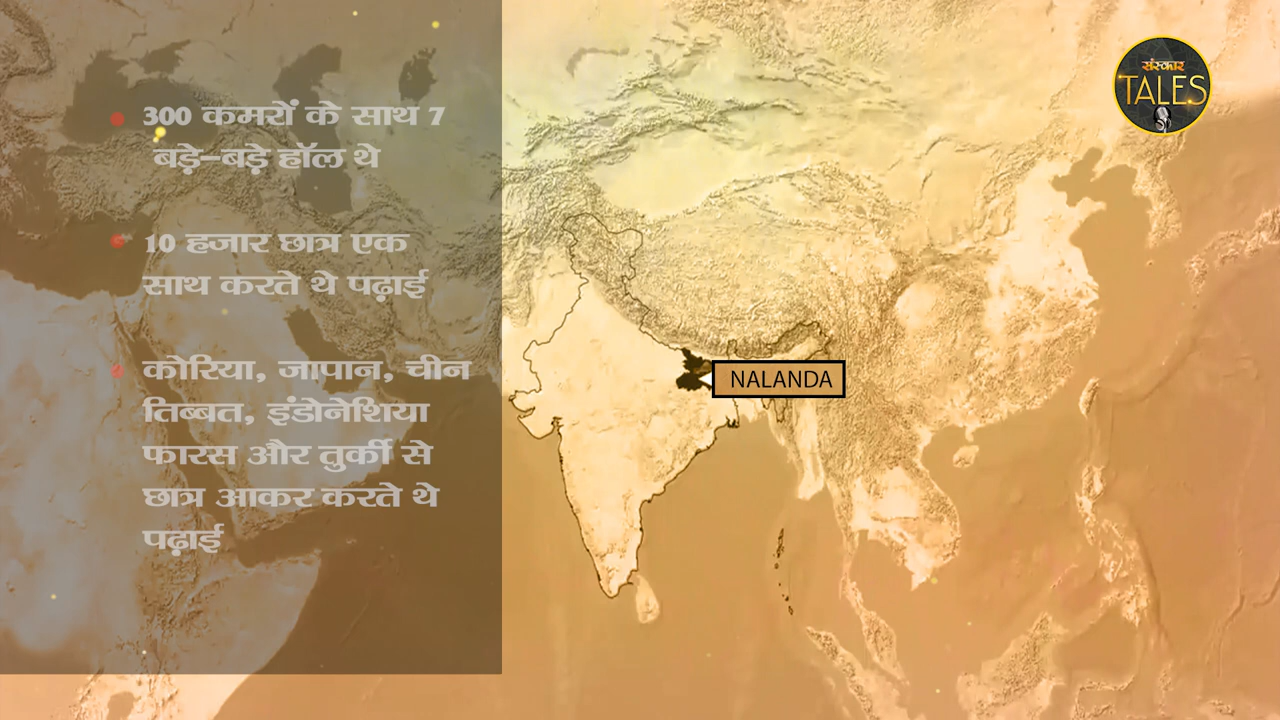 300 कमरों के साथ 7
बड़े-बड़े हॉल थे
10 हजार छात्र एक
साथ करते थे पढ़ाई
कोरिया, जापान, चीन
तिब्बत, इंडोनेशिया
फारस और तुर्की से
छात्र आकर करते थे
पढ़ाई
NALANDA
संस्कार
TALES